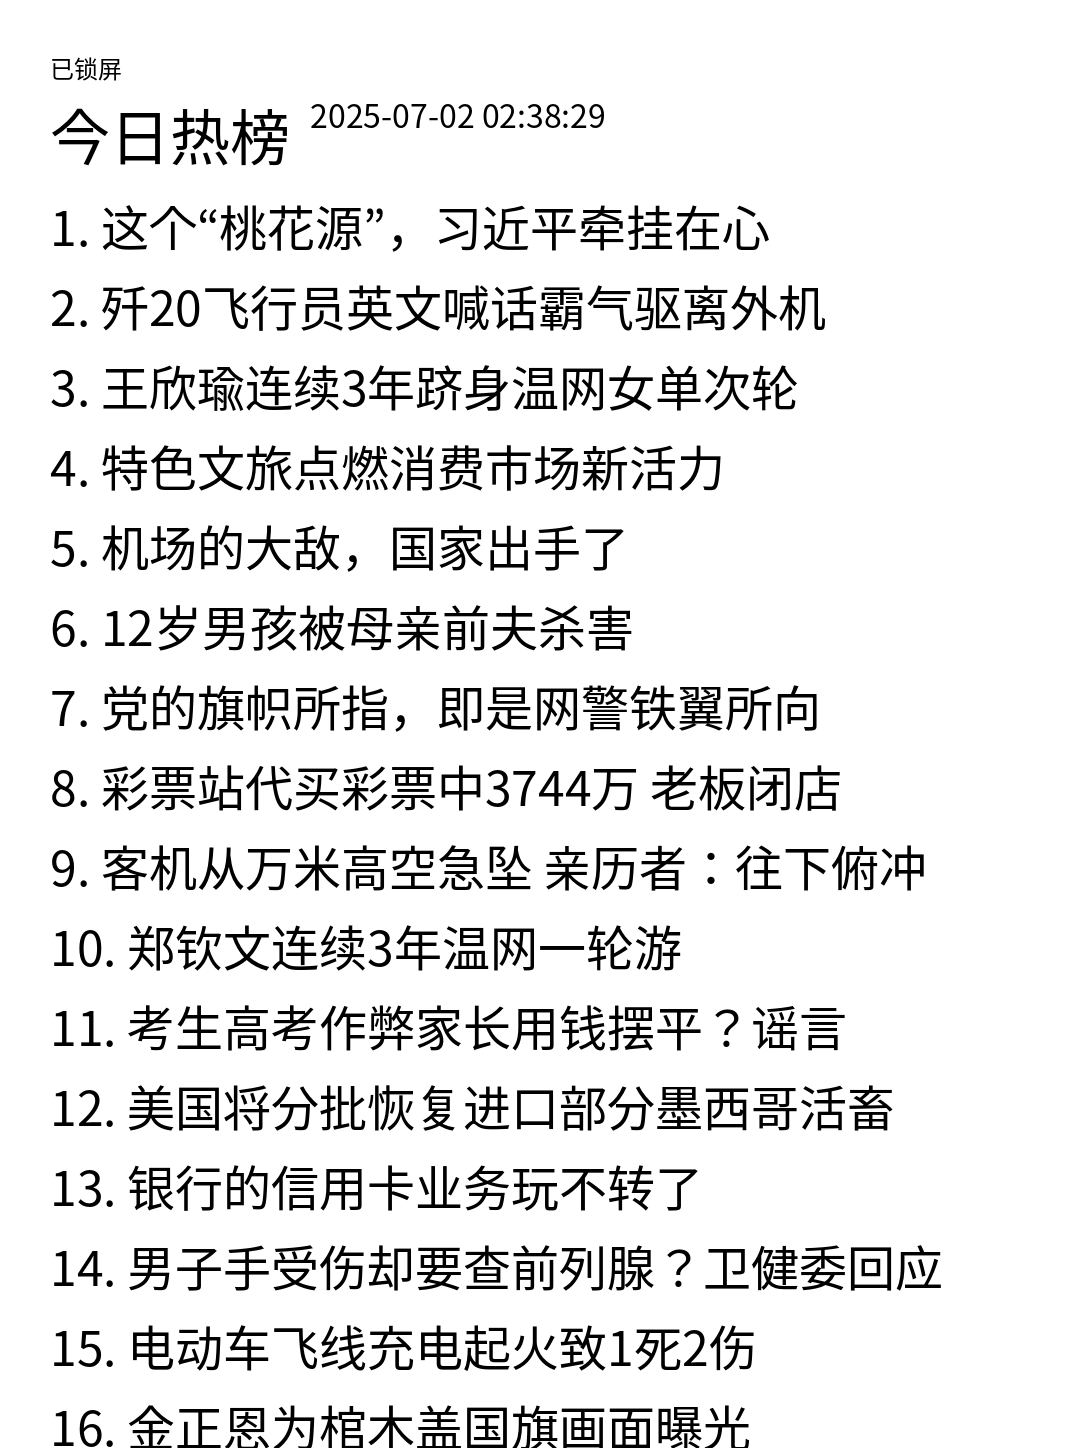 已锁屏
今日热榜 2025-07-02 02:38:29
1. 这个“桃花源”，习近平牵挂在心
2. 歼20飞行员英文喊话霸气驱离外机
3. 王欣瑜连续3年跻身温网女单次轮
4. 特色文旅点燃消费市场新活力
5. 机场的大敌，国家出手了
6. 12岁男孩被母亲前夫杀害
7. 党的旗帜所指，即是网警铁翼所向
8. 彩票站代买彩票中3744万 老板闭店
9. 客机从万米高空急坠 亲历者：往下俯冲
10. 郑钦文连续3年温网一轮游
11. 考生高考作弊家长用钱摆平？谣言
12. 美国将分批恢复进口部分墨西哥活畜
13. 银行的信用卡业务玩不转了
14. 男子手受伤却要查前列腺？卫健委回应
15. 电动车飞线充电起火致1死2伤
16. 金正恩为棺木盖国旗画面曝光